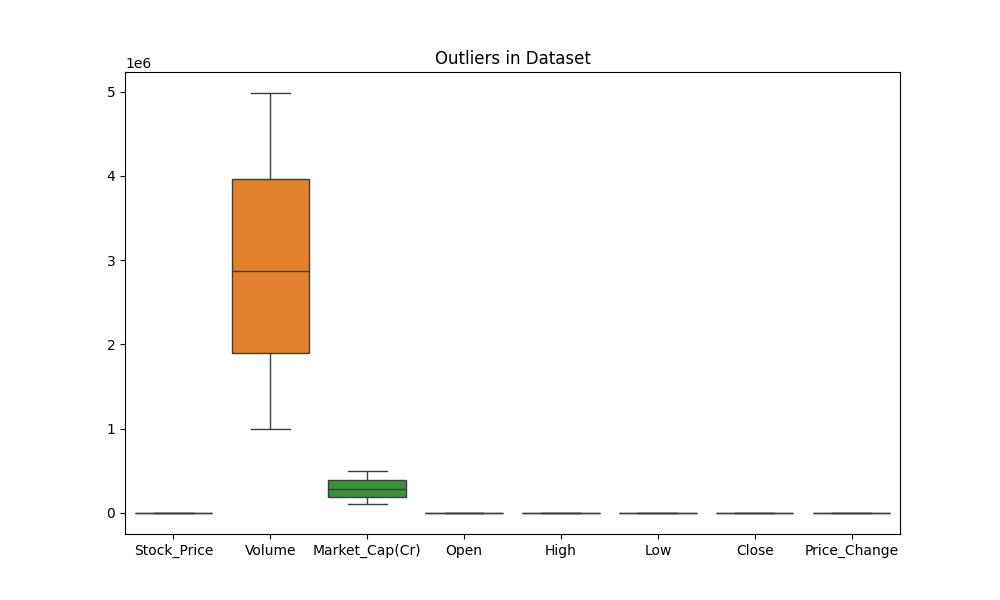 Outliers in Dataset
1e6
5
4
3
2
1
0
Stock_Price Volume Market_Cap(Cr) Open High Low Close Price_Change